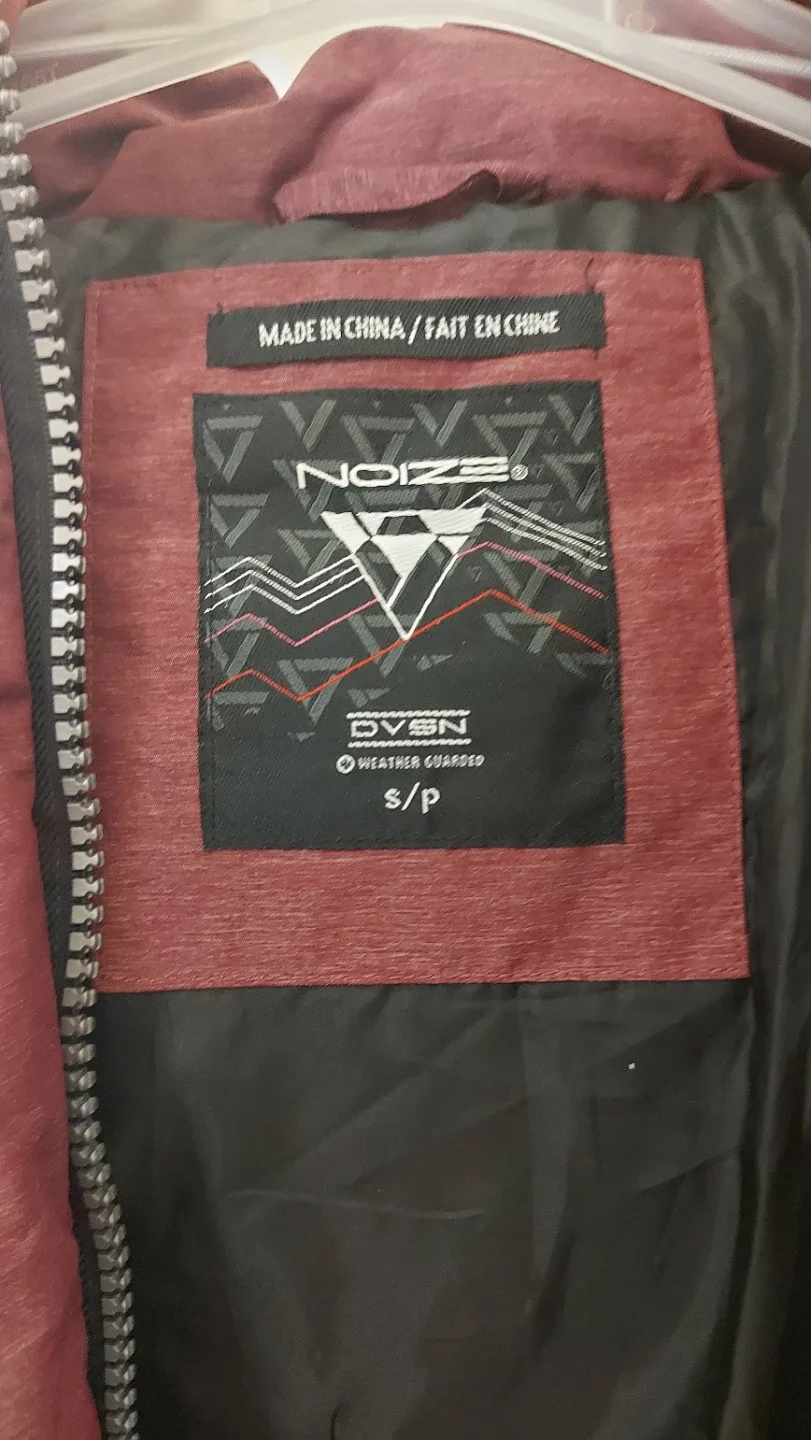 MADE IN CHINA / FAIT EN CHINE
NOIZE®
DVSN
WEATHER GUARDED
s/p